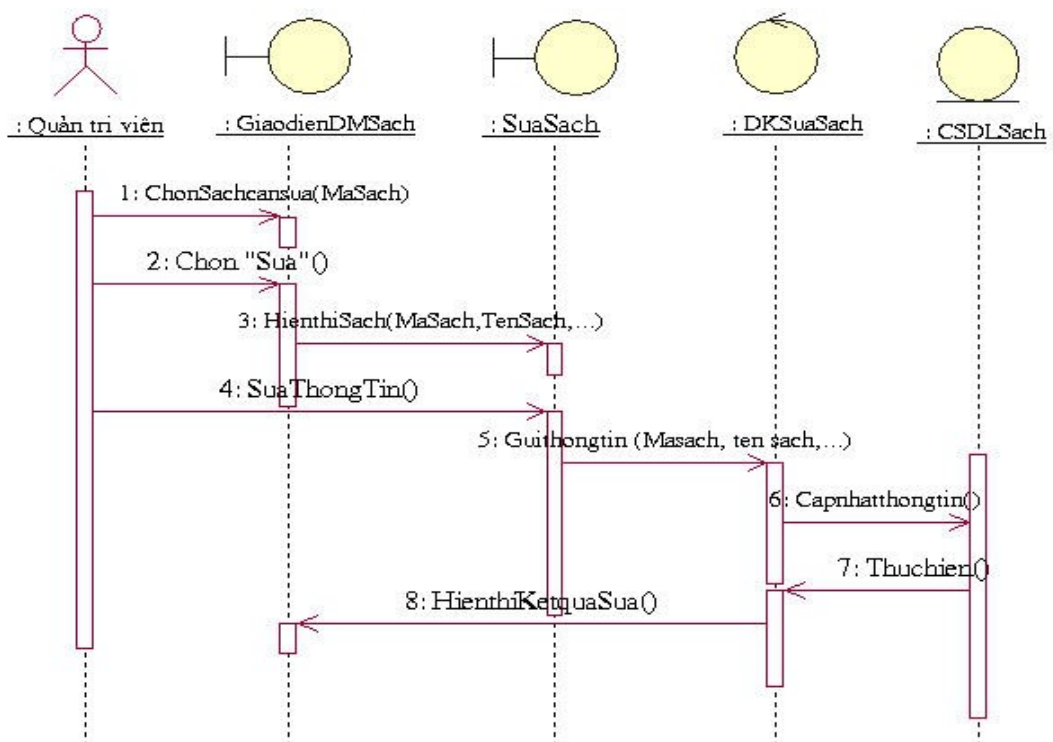 : Quản tri viên
: GiaodienDMSach
: SuaSach
: DKSuaSach
: CSDLSach
1: ChonSachcansua(MaSach)
2: Chon "Sua"()
3: HienthiSach(MaSach,TenSach,...)
4: SuaThongTin()
5: Guithongtin (Masach, ten sach,...)
6: Capnhatthongtin()
7: Thuchien()
8: HienthiKetquaSua()